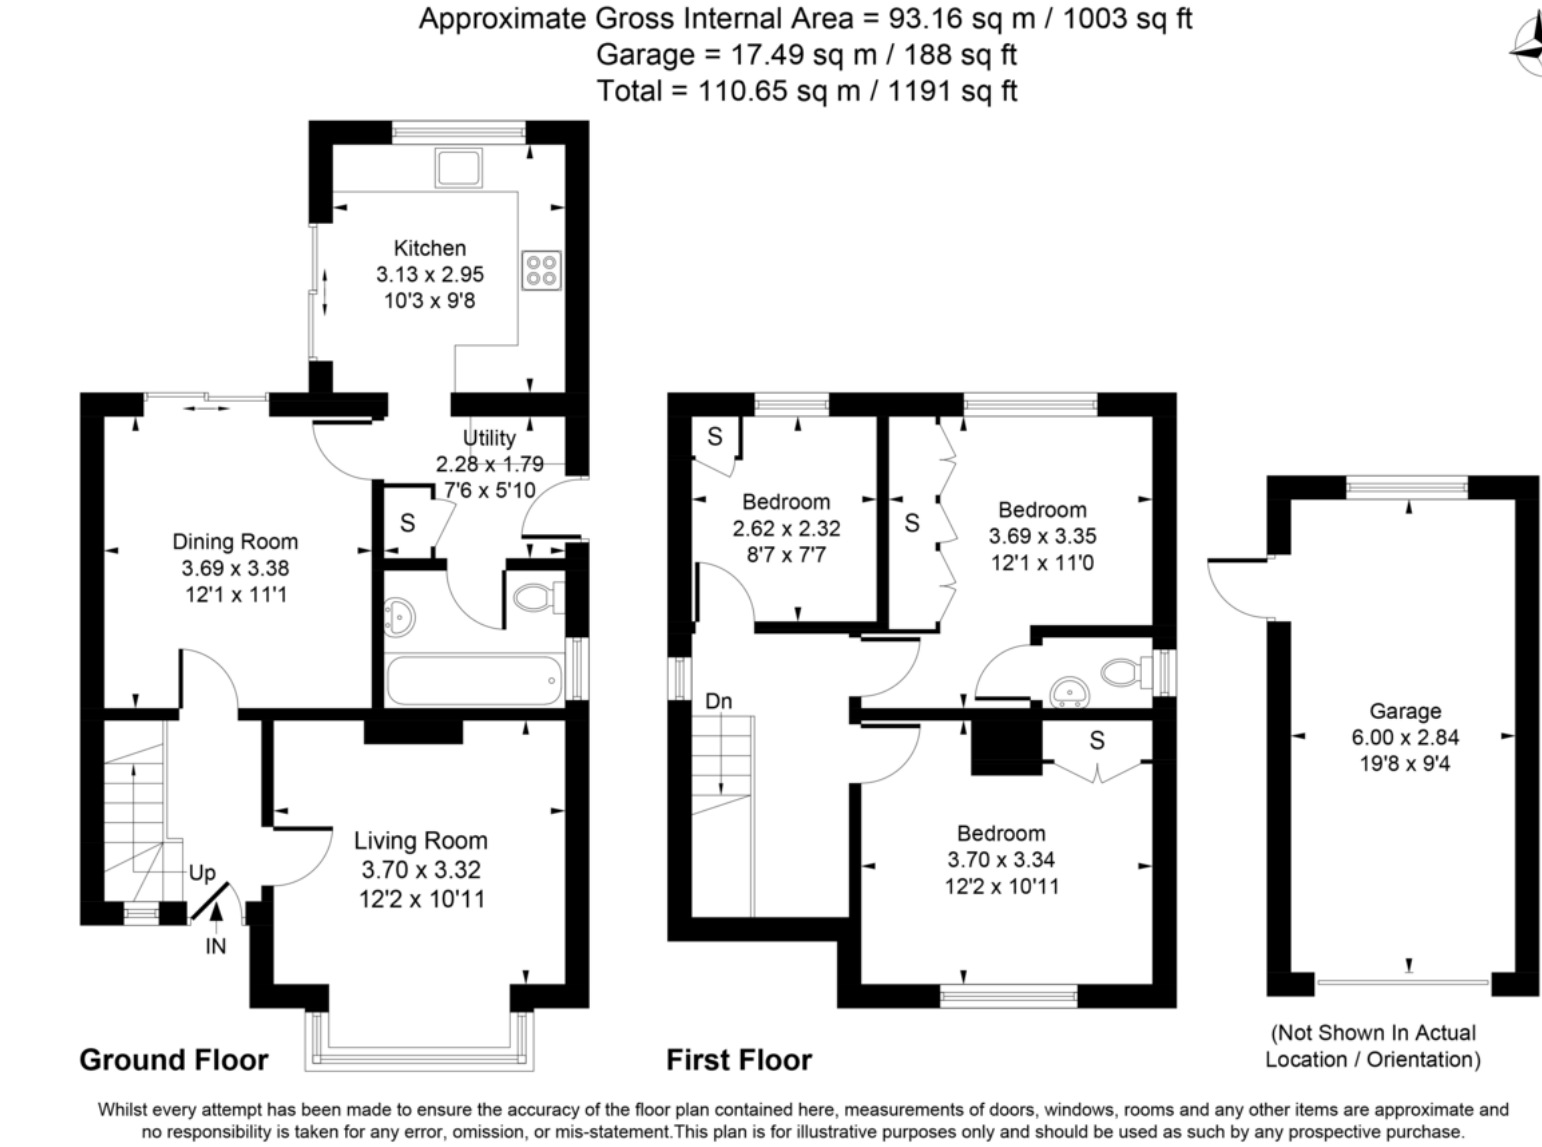 Approximate Gross Internal Area = 93.16 sq m / 1003 sq ft
Garage = 17.49 sq m / 188 sq ft
Total = 110.65 sq m / 1191 sq ft
Kitchen
3.13 x 2.95
10'3 x 9'8
Utility
2.28 x 1.79
7'6 x 5'10
S
Dining Room
3.69 x 3.38
12'1 x 11'1
Living Room
3.70 x 3.32
12'2 x 10'11
Up
IN
Ground Floor
S
Bedroom
2.62 x 2.32
8'7 x 7'7
S
Bedroom
3.69 x 3.35
12'1 x 11'0
Dn
S
Bedroom
3.70 x 3.34
12'2 x 10'11
First Floor
Garage
6.00 x 2.84
19'8 x 9'4
(Not Shown In Actual
Location / Orientation)
Whilst every attempt has been made to ensure the accuracy of the floor plan contained here, measurements of doors, windows, rooms and any other items are approximate and
no responsibility is taken for any error, omission, or mis-statement.This plan is for illustrative purposes only and should be used as such by any prospective purchase.